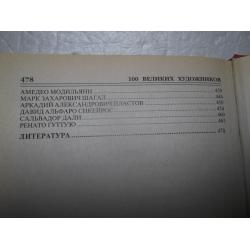 478 100 ВЕЛИКИХ ХУДОЖНИКОВ
АМЕДЕО МОДИЛЬЯНИ
МАРК ЗАХАРОВИЧ ШАГАЛ
АРКАДИЙ АЛЕКСАНДРОВИЧ ПЛАСТОВ
ДАВИД АЛЬФАРО СИКЕЙРОС
САЛЬВАДОР ДАЛИ
РЕНАТО ГУТТУЗО
ЛИТЕРАТУРА